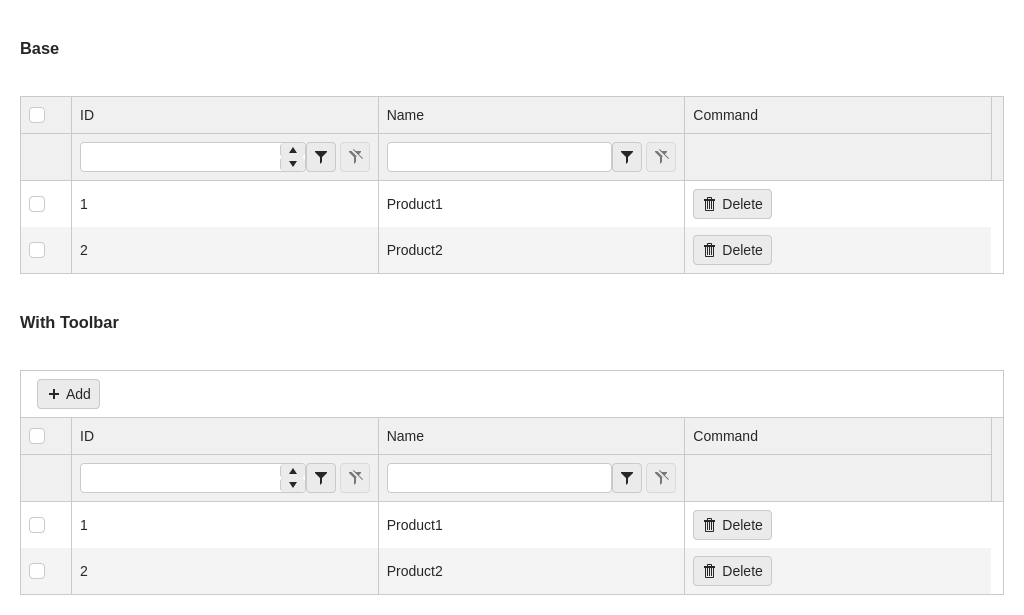 Base
ID Name Command
1 Product1 Delete
2 Product2 Delete
With Toolbar
Add
ID Name Command
1 Product1 Delete
2 Product2 Delete